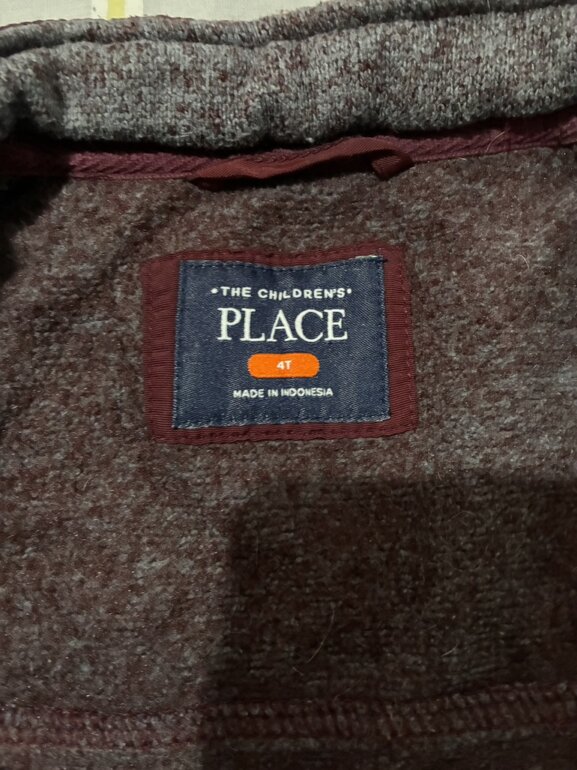 •THE CHILDREN'S•
PLACE
4T
MADE IN INDONESIA